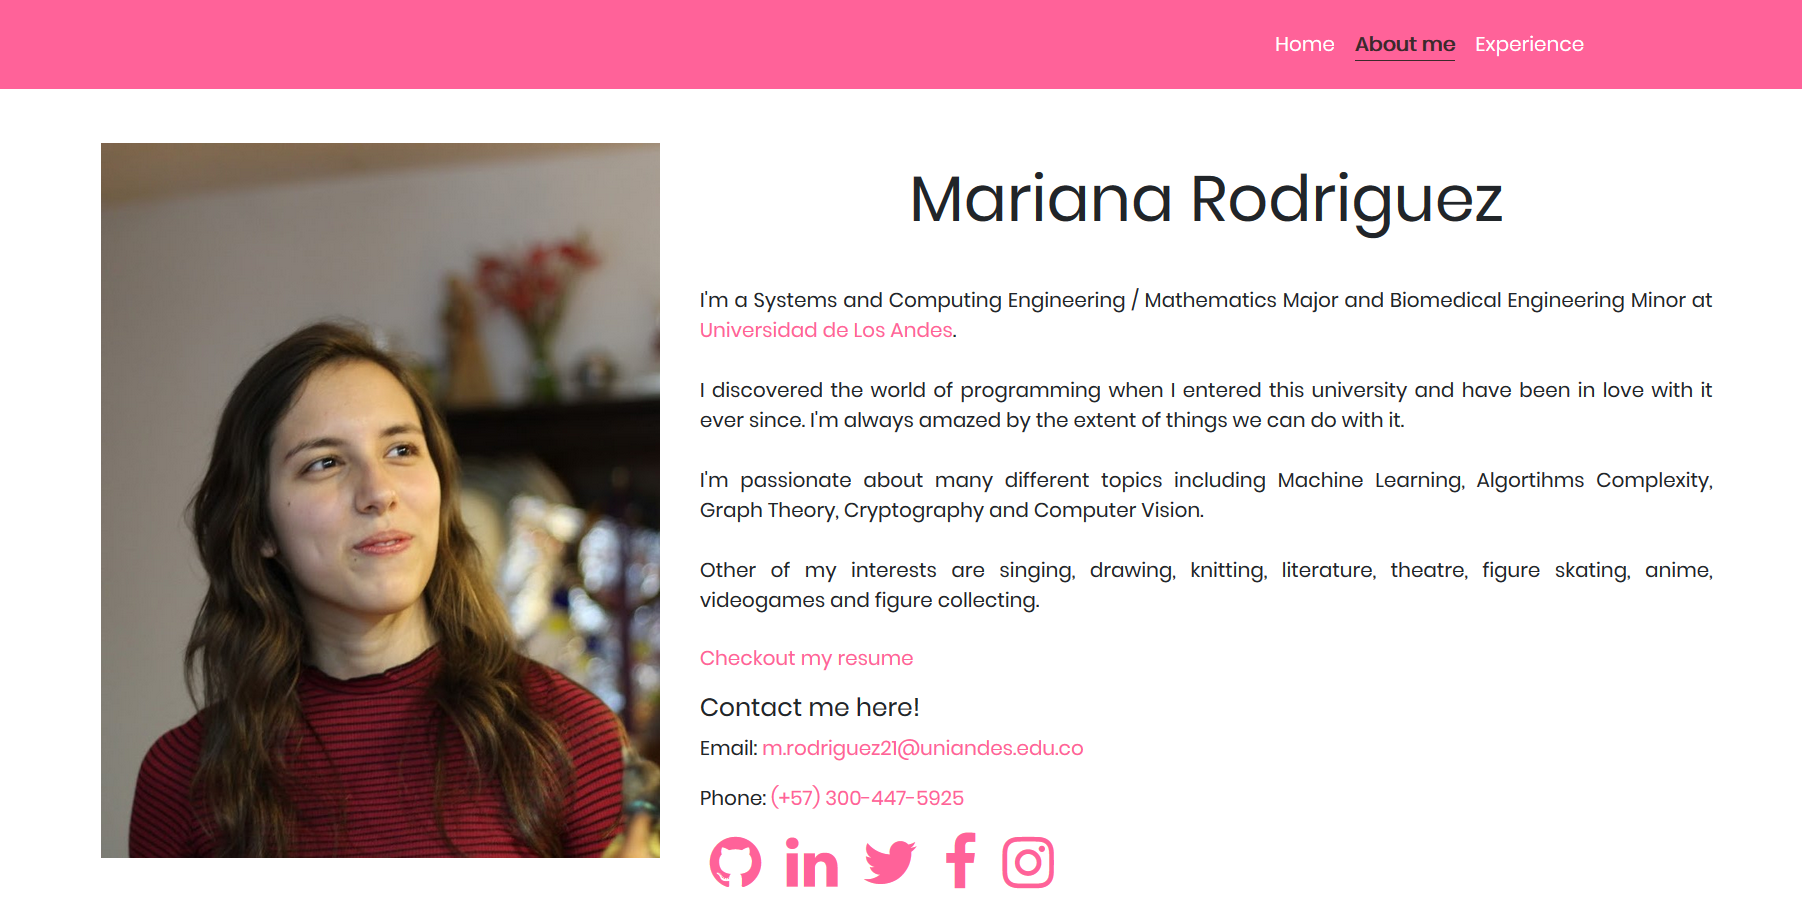 Home About me Experience
Mariana Rodriguez
I'm a Systems and Computing Engineering / Mathematics Major and Biomedical Engineering Minor at
Universidad de Los Andes.
I discovered the world of programming when I entered this university and have been in love with it
ever since. I'm always amazed by the extent of things we can do with it.
I'm passionate about many different topics including Machine Learning, Algortihms Complexity,
Graph Theory, Cryptography and Computer Vision.
Other of my interests are singing, drawing, knitting, literature, theatre, figure skating, anime,
videogames and figure collecting.
Checkout my resume
Contact me here!
Email: m.rodriguez21@uniandes.edu.co
Phone: (+57) 300-447-5925